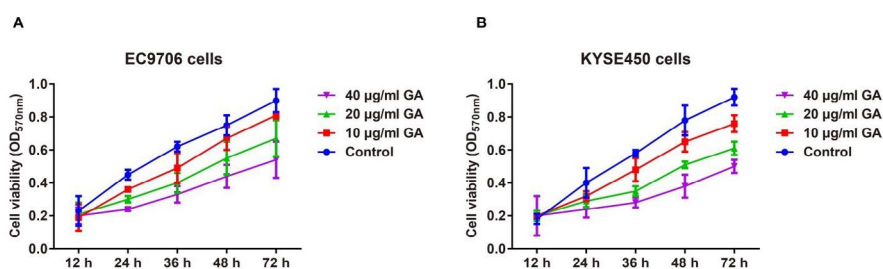 A
EC9706 cells
Cell viability (OD570nm)
1.0
0.8
0.6
0.4
0.2
0.0
12 h 24 h 36 h 48 h 72 h
40 μg/ml GA
20 μg/ml GA
10 μg/ml GA
Control
B
KYSE450 cells
Cell viability (OD570nm)
1.0
0.8
0.6
0.4
0.2
0.0
12 h 24 h 36 h 48 h 72 h
40 μg/ml GA
20 μg/ml GA
10 μg/ml GA
Control